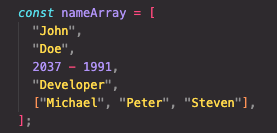 const nameArray = [
"John",
"Doe",
2037 - 1991,
"Developer",
["Michael", "Peter", "Steven"],
];